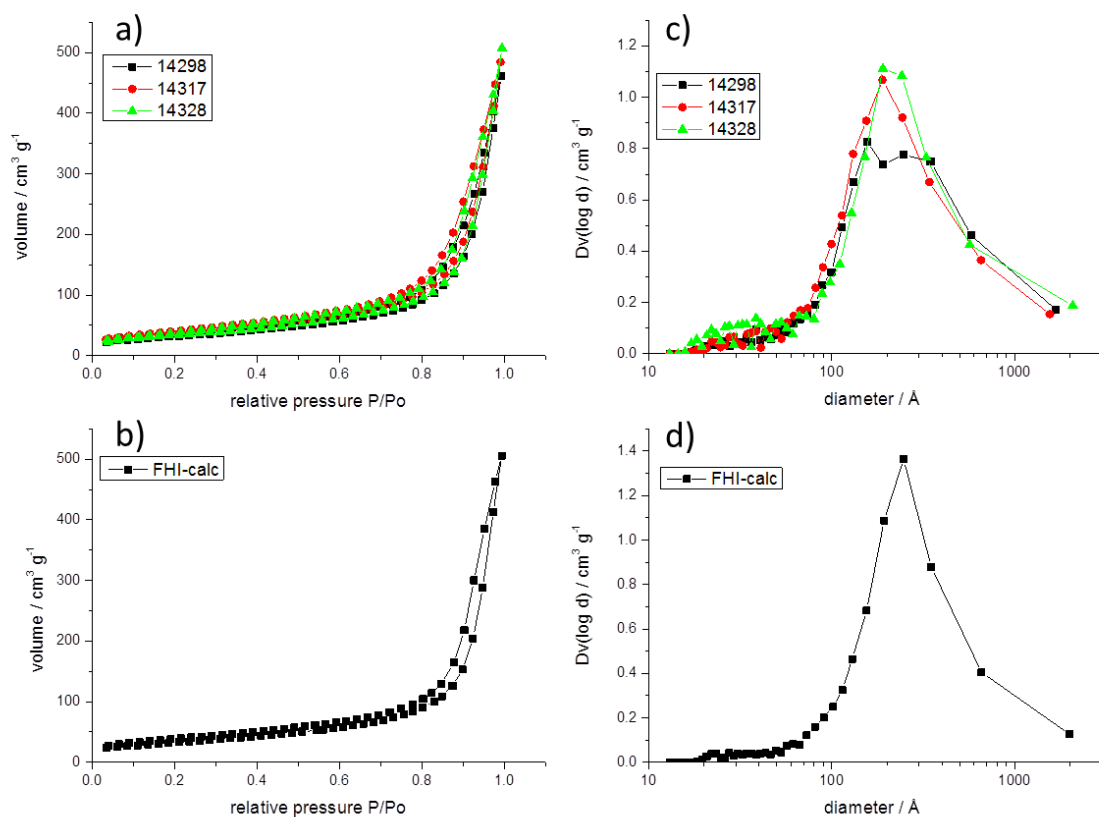 a)
14298
14317
14328
500
400
300
200
100
0
volume / cm³ g⁻¹
0.0 0.2 0.4 0.6 0.8 1.0
relative pressure P/Po
c)
14298
14317
14328
1.2
1.0
0.8
0.6
0.4
0.2
0.0
Dv(log d) / cm³ g⁻¹
10 100 1000
diameter / Å
b)
FHI-calc
500
400
300
200
100
0
volume / cm³ g⁻¹
0.0 0.2 0.4 0.6 0.8 1.0
relative pressure P/Po
d)
FHI-calc
1.4
1.2
1.0
0.8
0.6
0.4
0.2
0.0
Dv(log d) / cm³ g⁻¹
10 100 1000
diameter / Å